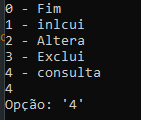 0 - Fim
1 - inlcui
2 - Altera
3 - Exclui
4 - consulta
4
Opção: '4'